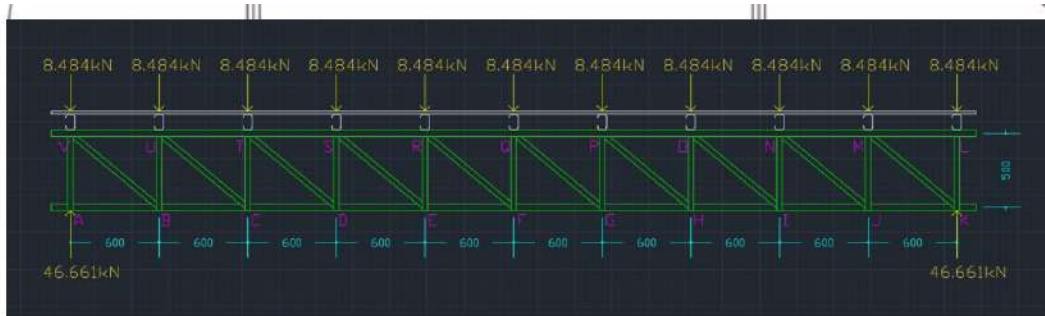 8.484kN 8.484kN 8.484kN 8.484kN 8.484kN 8.484kN 8.484kN 8.484kN 8.484kN 8.484kN 8.484kN
V U T S R Q P O N M L
500
A B C D E F G H I J K
600 600 600 600 600 600 600 600 600 600
46.661kN 46.661kN